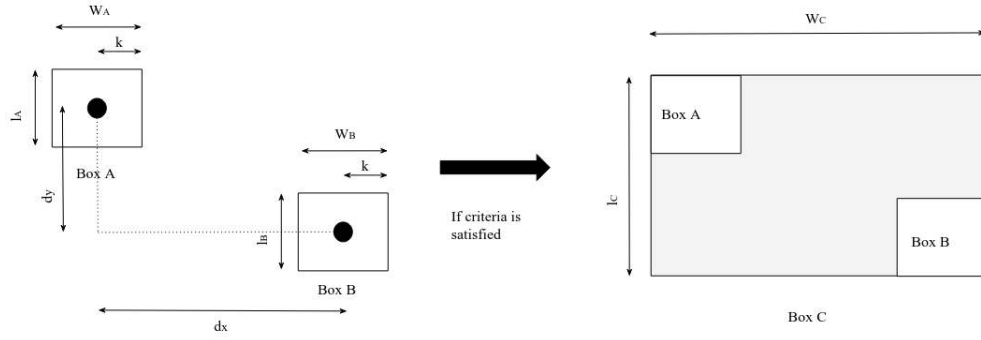 WA
k
lA
dy
Box A
WB
k
lB
Box B
dx
If criteria is
satisfied
WC
Box A
lC
Box B
Box C